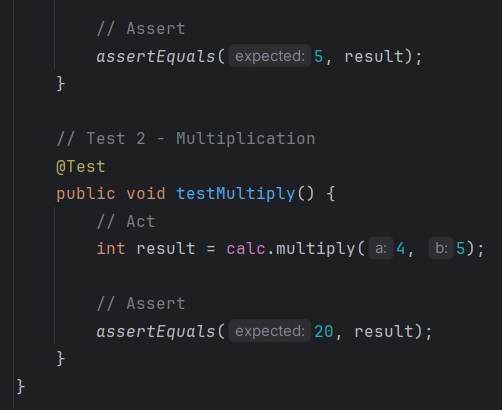 // Assert
assertEquals( expected: 5, result);
}
// Test 2 - Multiplication
@Test
public void testMultiply() {
// Act
int result = calc.multiply( a: 4, b: 5);
// Assert
assertEquals( expected: 20, result);
}
}